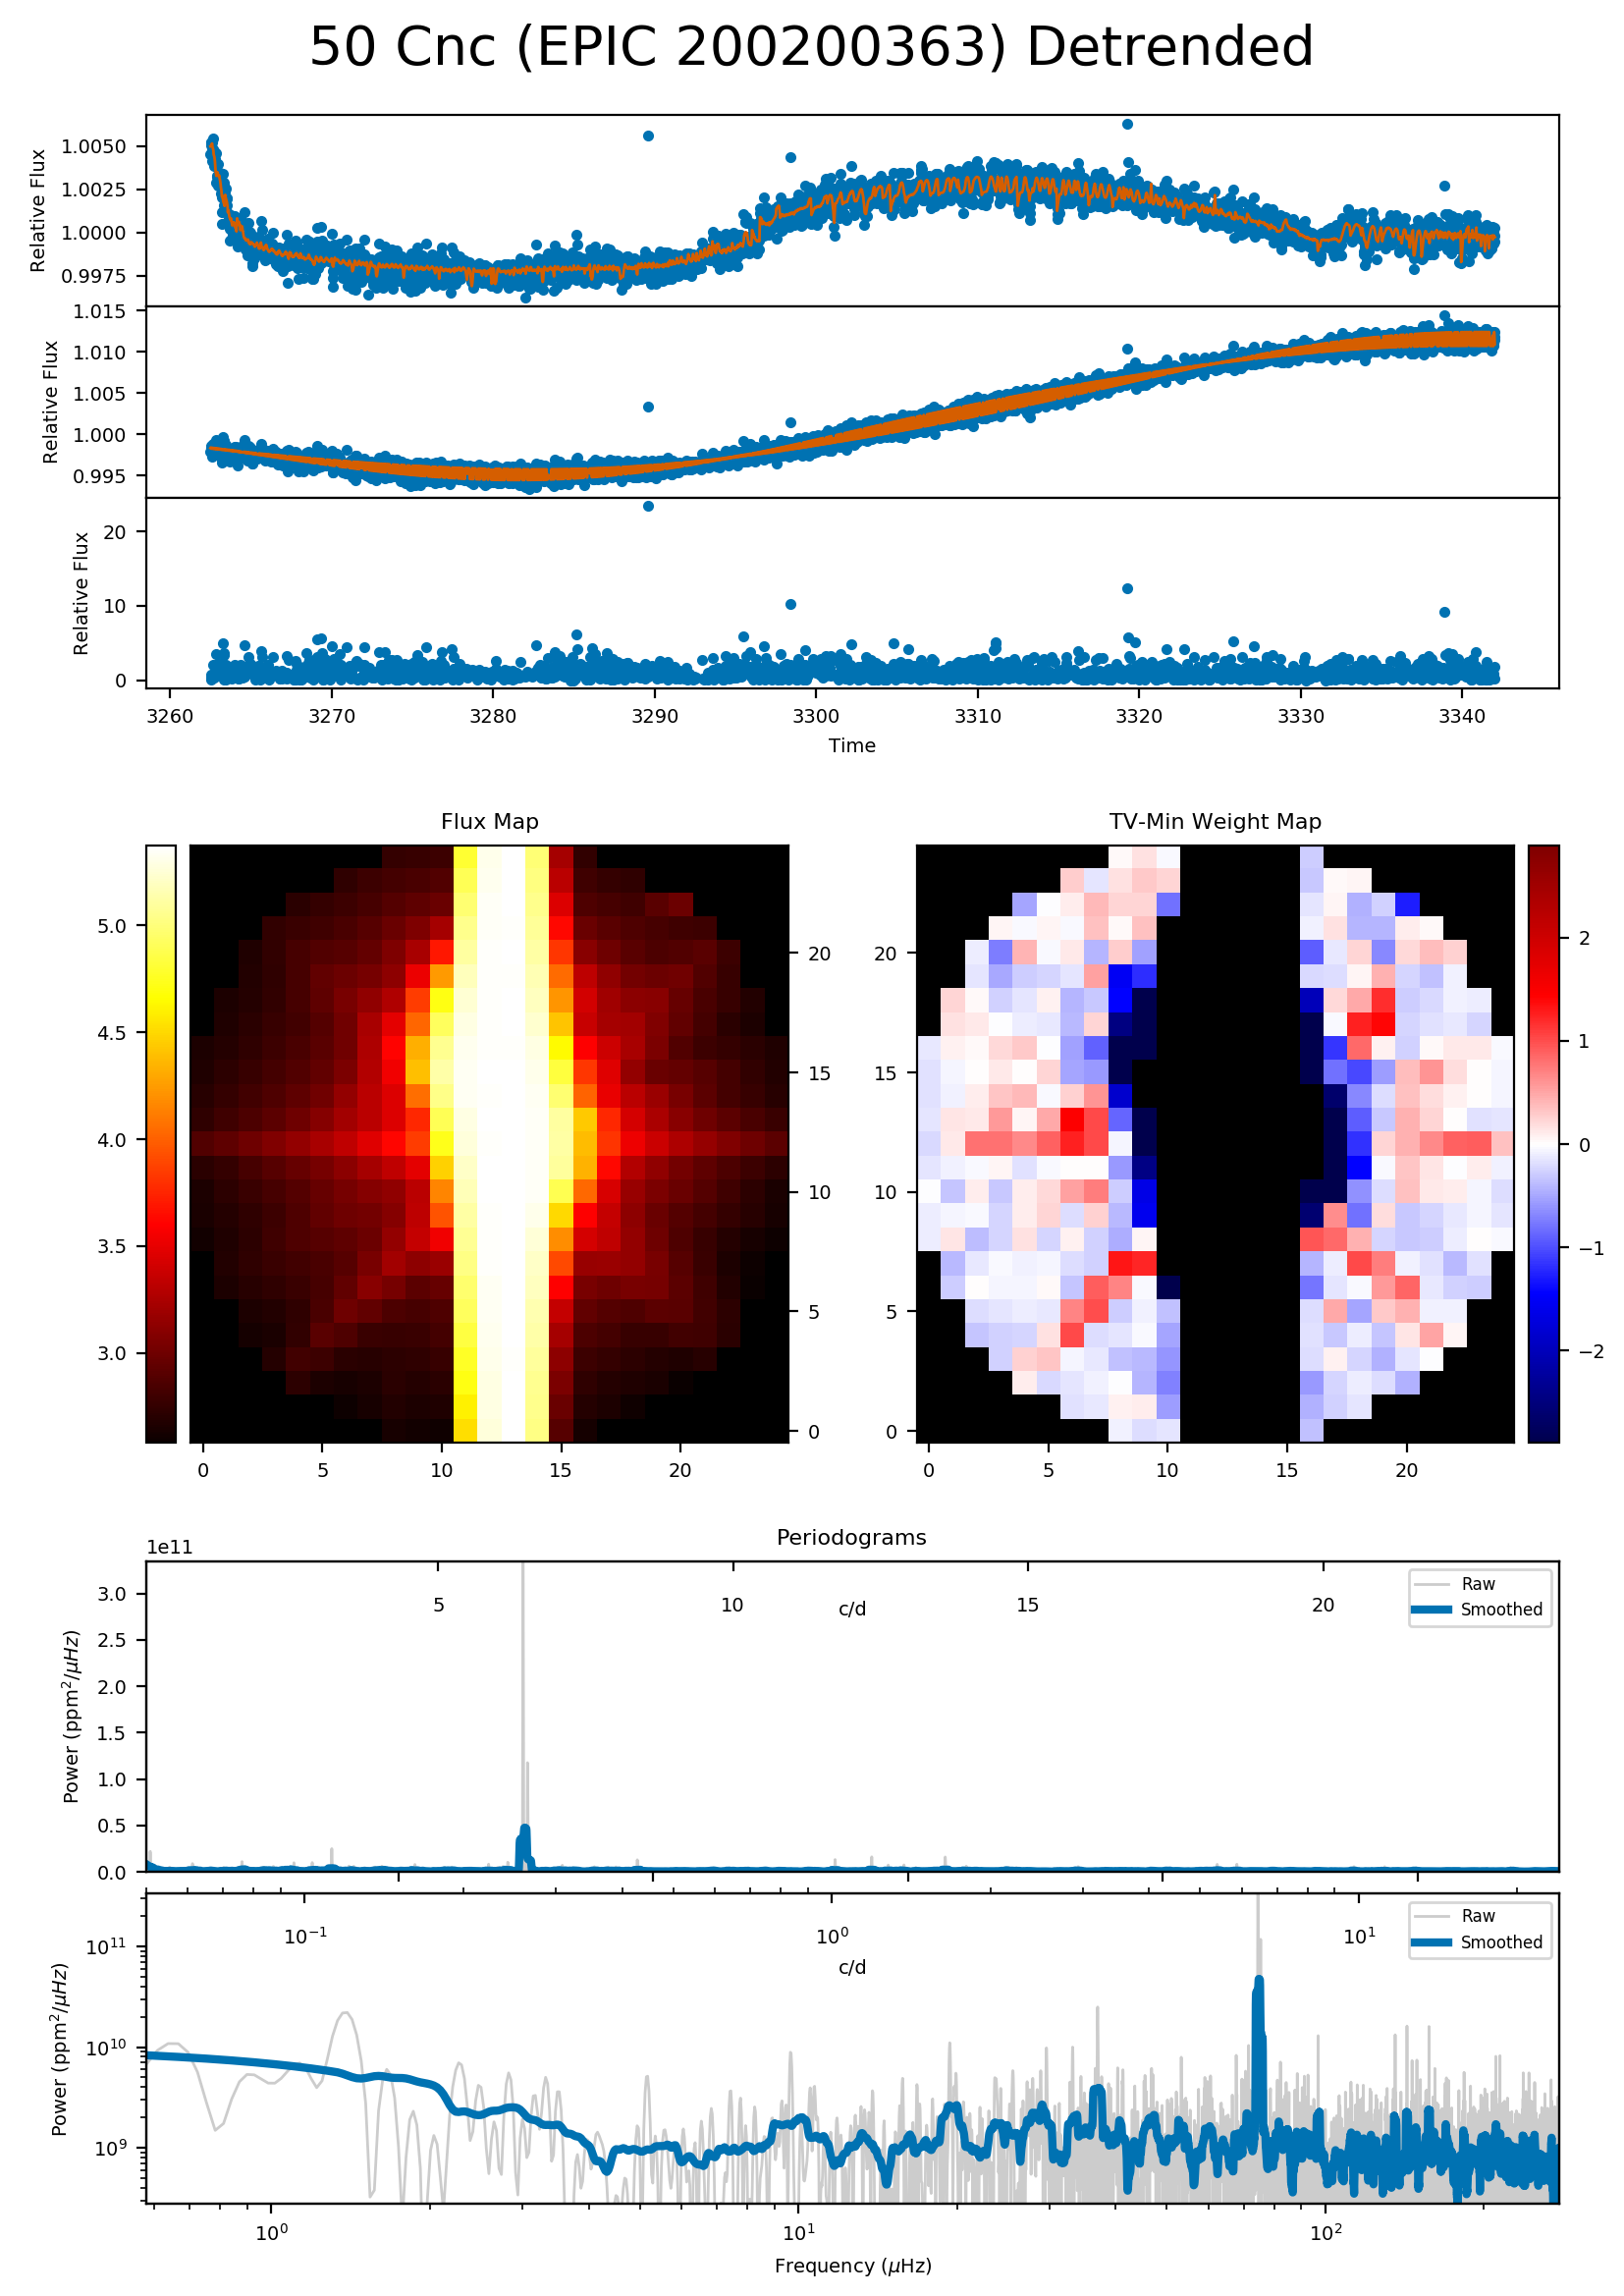 50 Cnc (EPIC 200200363) Detrended
Relative Flux
1.0050
1.0025
1.0000
0.9975
Relative Flux
1.015
1.010
1.005
1.000
0.995
Relative Flux
20
10
0
3260 3270 3280 3290 3300 3310 3320 3330 3340
Time
Flux Map
5.0
4.5
4.0
3.5
3.0
20
15
10
5
0
0 5 10 15 20
TV-Min Weight Map
20
15
10
5
0
0 5 10 15 20
2
1
0
−1
−2
Periodograms
1e11
Power (ppm²/μHz)
3.0
2.5
2.0
1.5
1.0
0.5
0.0
5 10 15 20
c/d
Raw
Smoothed
Power (ppm²/μHz)
10¹¹
10¹⁰
10⁹
10⁻¹ 10⁰ 10¹
c/d
Raw
Smoothed
10⁰ 10¹ 10²
Frequency (μHz)